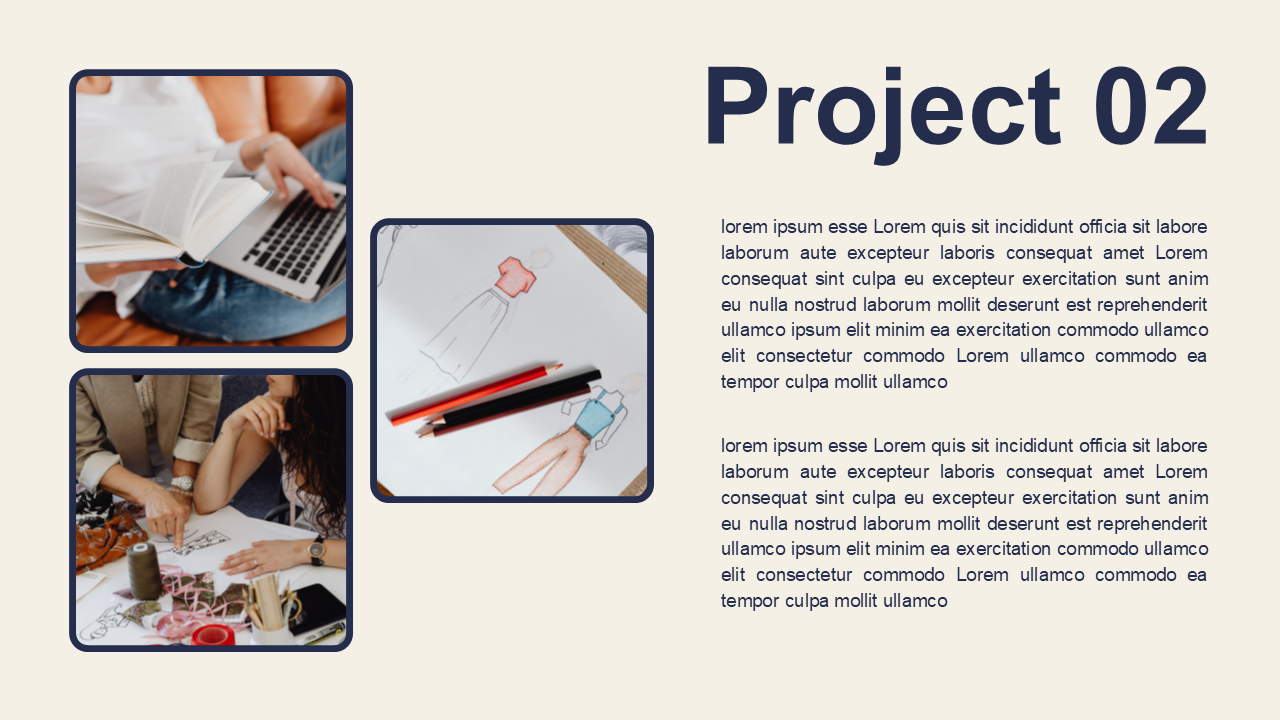 Project 02
lorem ipsum esse Lorem quis sit incididunt officia sit labore
laborum aute excepteur laboris consequat amet Lorem
consequat sint culpa eu excepteur exercitation sunt anim
eu nulla nostrud laborum mollit deserunt est reprehenderit
ullamco ipsum elit minim ea exercitation commodo ullamco
elit consectetur commodo Lorem ullamco commodo ea
tempor culpa mollit ullamco
lorem ipsum esse Lorem quis sit incididunt officia sit labore
laborum aute excepteur laboris consequat amet Lorem
consequat sint culpa eu excepteur exercitation sunt anim
eu nulla nostrud laborum mollit deserunt est reprehenderit
ullamco ipsum elit minim ea exercitation commodo ullamco
elit consectetur commodo Lorem ullamco commodo ea
tempor culpa mollit ullamco